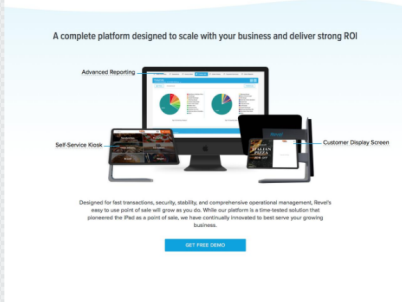 A complete platform designed to scale with your business and deliver strong ROI
Advanced Reporting
Self-Service Kiosk
Customer Display Screen
Designed for fast transactions, security, stability, and comprehensive operational management, Revel's
easy to use point of sale will grow as you do. While our platform is a time-tested solution that
pioneered the iPad as a point of sale, we have continually innovated to best serve your growing
business.
GET FREE DEMO